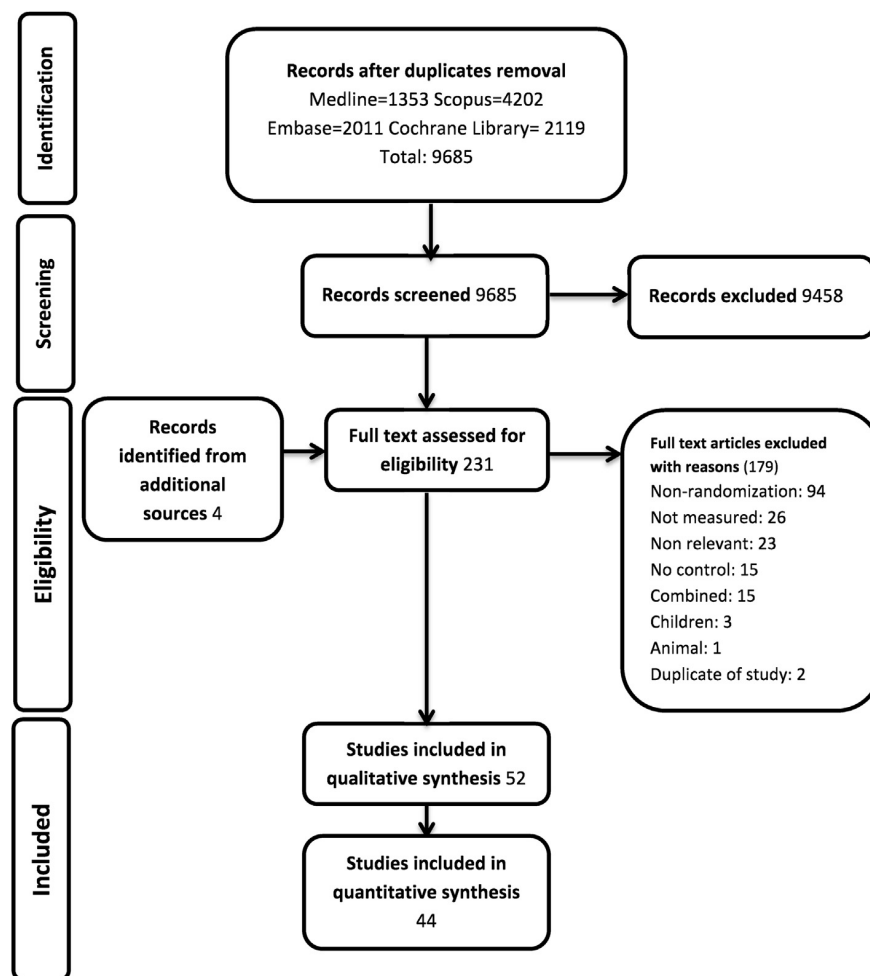 Identification
Records after duplicates removal
Medline=1353 Scopus=4202
Embase=2011 Cochrane Library= 2119
Total: 9685
Screening
Records screened 9685
Records excluded 9458
Eligibility
Records
identified from
additional
sources 4
Full text assessed for
eligibility 231
Full text articles excluded
with reasons (179)
Non-randomization: 94
Not measured: 26
Non relevant: 23
No control: 15
Combined: 15
Children: 3
Animal: 1
Duplicate of study: 2
Included
Studies included in
qualitative synthesis 52
Studies included in
quantitative synthesis
44